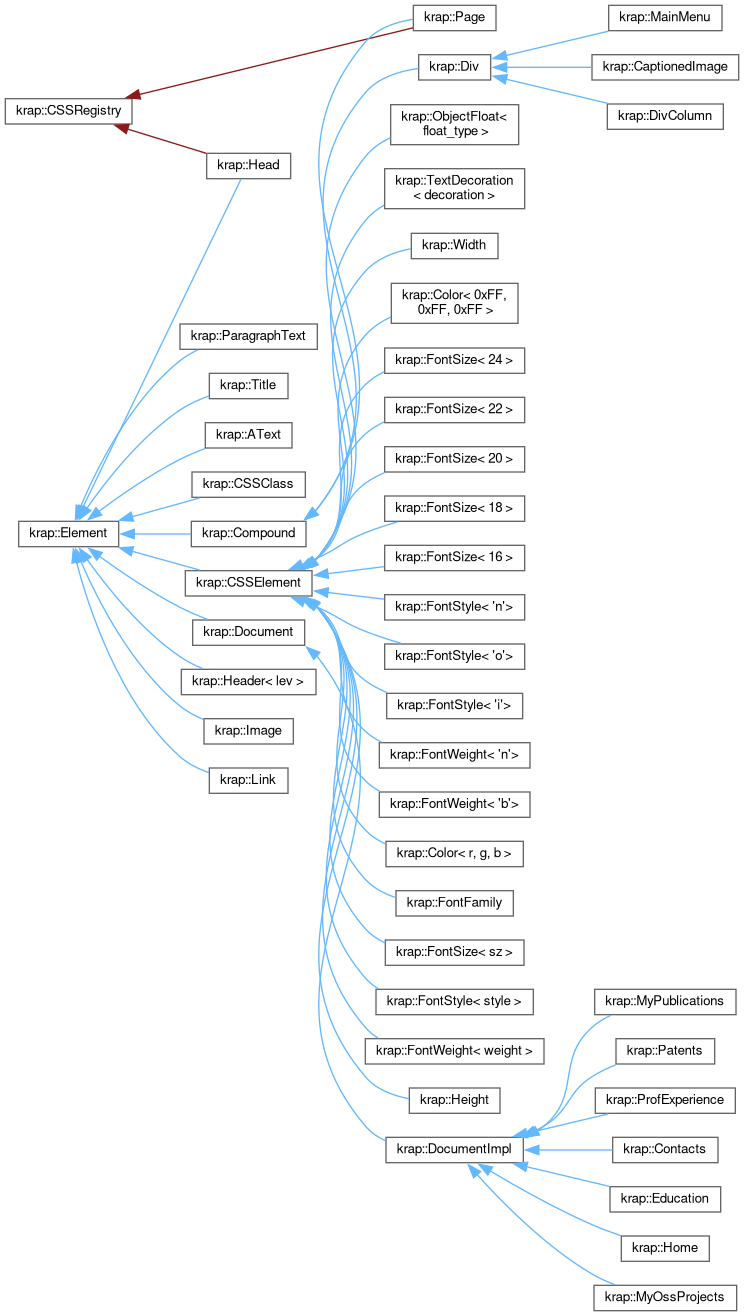 krap::Page
krap::MainMenu
krap::Div
krap::CaptionedImage
krap::CSSRegistry
krap::ObjectFloat<
float_type >
krap::DivColumn
krap::Head
krap::TextDecoration
< decoration >
krap::Width
krap::Color< 0xFF,
0xFF, 0xFF >
krap::ParagraphText
krap::FontSize< 24 >
krap::Title
krap::FontSize< 22 >
krap::AText
krap::FontSize< 20 >
krap::CSSClass
krap::FontSize< 18 >
krap::Element
krap::Compound
krap::FontSize< 16 >
krap::CSSElement
krap::FontStyle< 'n'>
krap::Document
krap::FontStyle< 'o'>
krap::Header< lev >
krap::FontStyle< 'i'>
krap::Image
krap::FontWeight< 'n'>
krap::Link
krap::FontWeight< 'b'>
krap::Color< r, g, b >
krap::FontFamily
krap::FontSize< sz >
krap::FontStyle< style >
krap::MyPublications
krap::FontWeight< weight >
krap::Patents
krap::Height
krap::ProfExperience
krap::DocumentImpl
krap::Contacts
krap::Education
krap::Home
krap::MyOssProjects